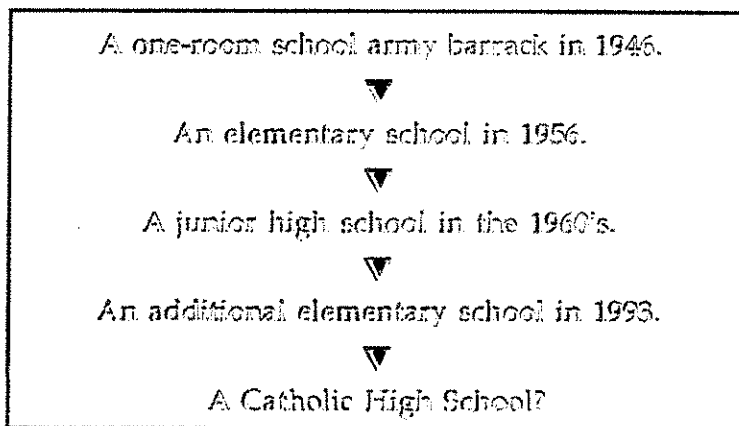 A one-room school army barrack in 1946.
An elementary school in 1956.
A junior high school in the 1960's.
An additional elementary school in 1998.
A Catholic High School?